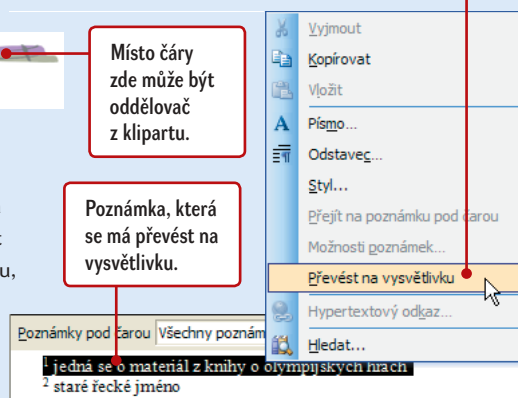 Místo čáry
zde může být
oddělovač
z klipartu.
Poznámka, která
se má převést na
vysvětlivku.
u,
Vyjmout
Kopírovat
Vložit
Písmo...
Odstavec...
Styl...
Přejít na poznámku pod čarou
Možnosti poznámek...
Převést na vysvětlivku
Hypertextový odkaz...
Hledat...
Poznámky pod čarou Všechny poznám
1 jedná se o materiál z knihy o olympijských hrách
2 staré řecké jméno